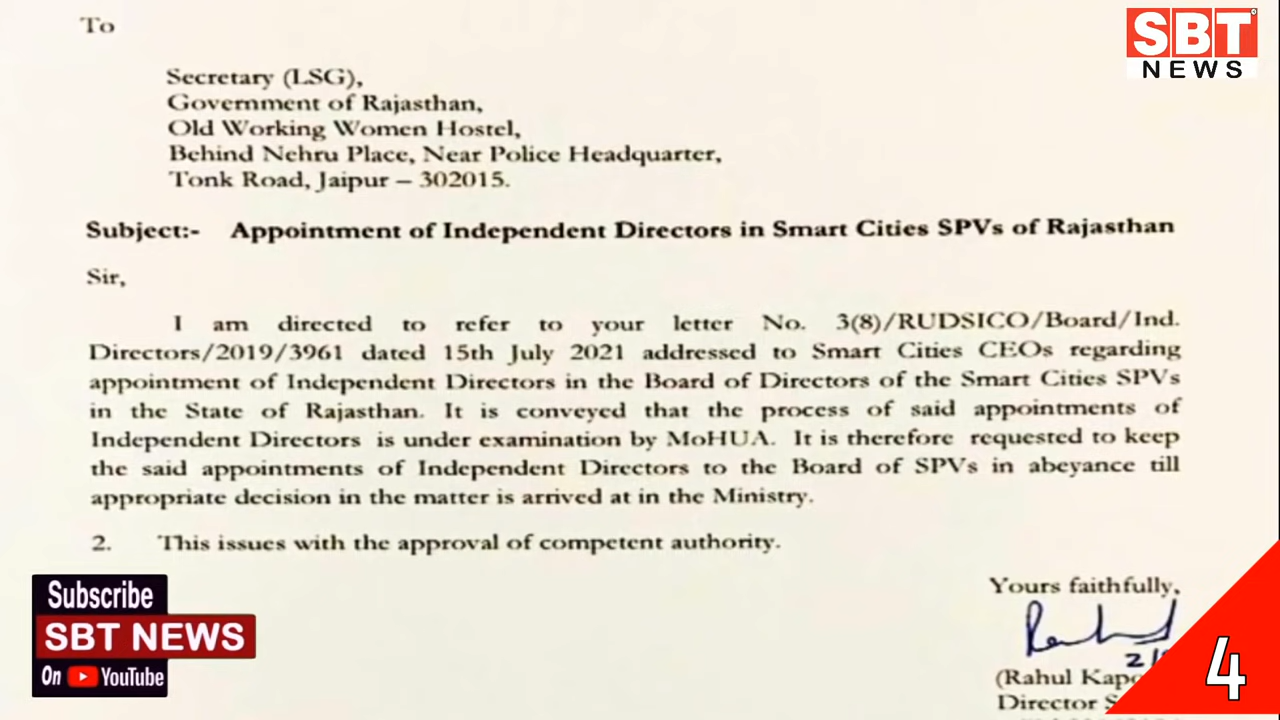 To
SBT
NEWS
Secretary (LSG),
Government of Rajasthan,
Old Working Women Hostel,
Behind Nehru Place, Near Police Headquarter,
Tonk Road, Jaipur – 302015.
Subject:- Appointment of Independent Directors in Smart Cities SPVs of Rajasthan
Sir,
I am directed to refer to your letter No. 3(8)/RUDSICO/Board/Ind.
Directors/2019/3961 dated 15th July 2021 addressed to Smart Cities CEOs regarding
appointment of Independent Directors in the Board of Directors of the Smart Cities SPVs
in the State of Rajasthan. It is conveyed that the process of said appointments of
Independent Directors is under examination by MoHUA. It is therefore requested to keep
the said appointments of Independent Directors to the Board of SPVs in abeyance till
appropriate decision in the matter is arrived at in the Ministry.
2. This issues with the approval of competent authority.
Yours faithfully,
(Rahul
Director
Subscribe
SBT NEWS
On YouTube
4